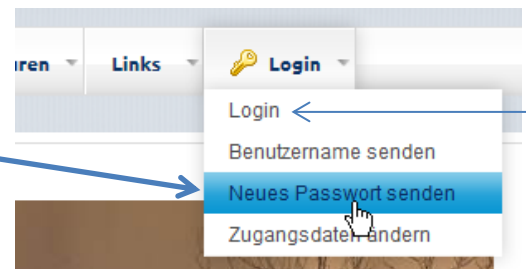 uren Links Login
Login
Benutzername senden
Neues Passwort senden
Zugangsdaten ändern